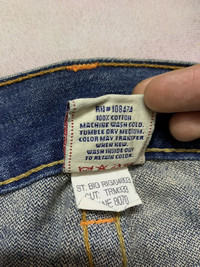 RN#108474
100% COTTON
MACHINE WASH COLD.
TUMBLE DRY MEDIUM.
COLOR MAY TRANSFER
WHEN NEW.
WASH INSIDE OUT
TO RETAIN COLOR.
ST. BIG
CUT:
8070